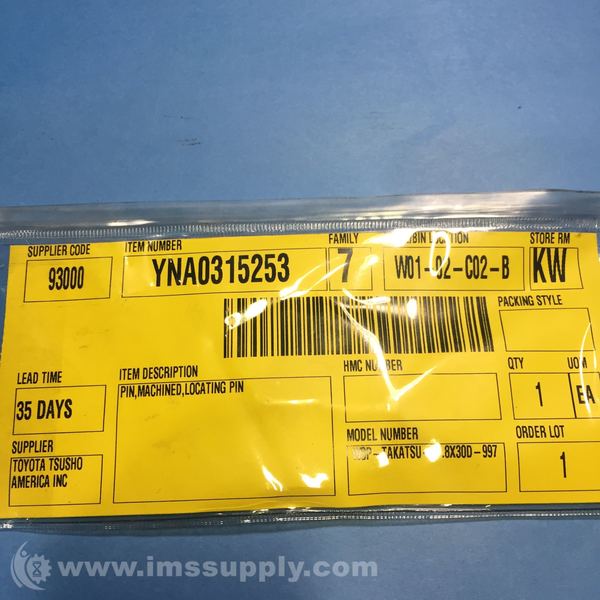 SUPPLIER CODE
93000
ITEM NUMBER
YNA0315253
FAMILY
7
LOCATION
W01-02-C02-B
STORE RM
KW
PACKING STYLE
LEAD TIME
35 DAYS
ITEM DESCRIPTION
PIN,MACHINED,LOCATING PIN
HMC NUMBER
QTY
1
UOM
EA
SUPPLIER
TOYOTA TSUSHO
AMERICA INC
MODEL NUMBER
ORDER LOT
1
www.imssupply.com